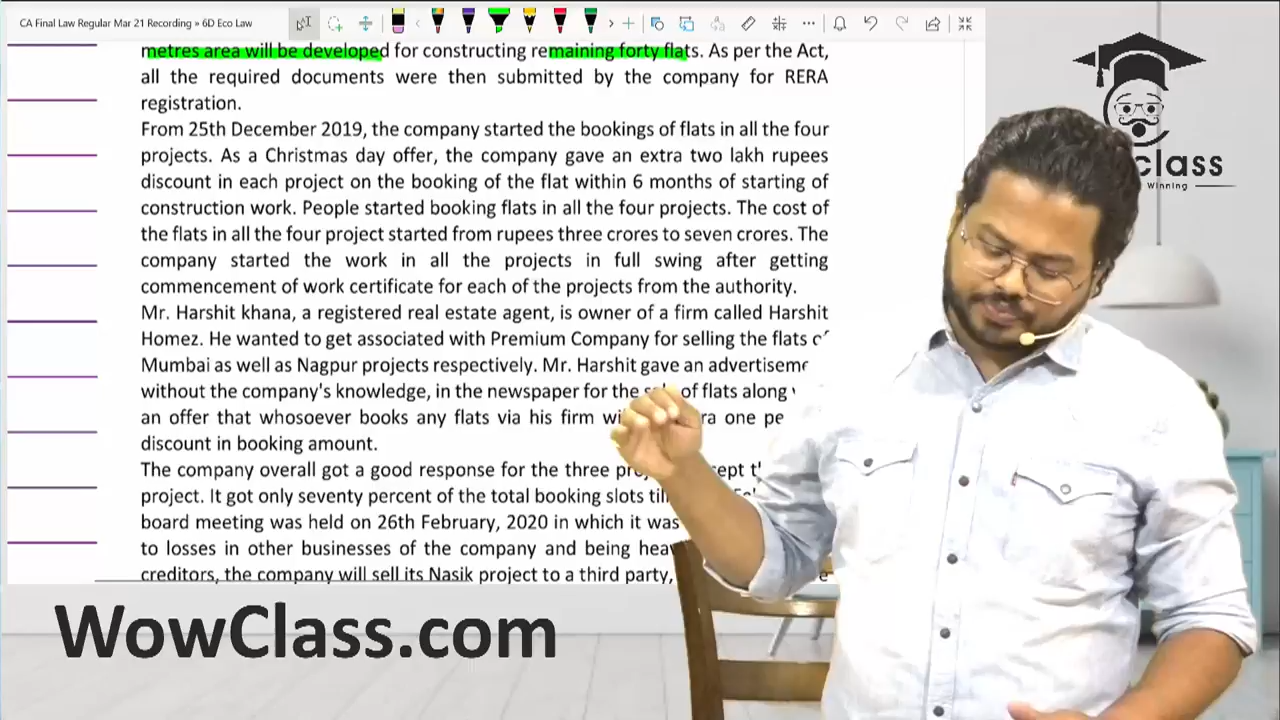 CA Final Law Regular Mar 21 Recording » 6D Eco Law
metres area will be developed for constructing remaining forty flats. As per the Act,
all the required documents were then submitted by the company for RERA
registration.
From 25th December 2019, the company started the bookings of flats in all the four
projects. As a Christmas day offer, the company gave an extra two lakh rupees
discount in each project on the booking of the flat within 6 months of starting of
construction work. People started booking flats in all the four projects. The cost of
the flats in all the four project started from rupees three crores to seven crores. The
company started the work in all the projects in full swing after getting
commencement of work certificate for each of the projects from the authority.
Mr. Harshit khana, a registered real estate agent, is owner of a firm called Harshit
Homez. He wanted to get associated with Premium Company for selling the flats
Mumbai as well as Nagpur projects respectively. Mr. Harshit gave an
without the company's knowledge, in the newspaper for the of flats along
an offer that whosoever books any flats via his firm one
discount in booking amount.
The company overall got a good response for the three
project. It got only seventy percent of the total booking slots
board meeting was held on 26th February, 2020 in which it was
to losses in other businesses of the company and being
creditors, the company will sell its Nasik project to a third party,
class
Winning
WowClass.com